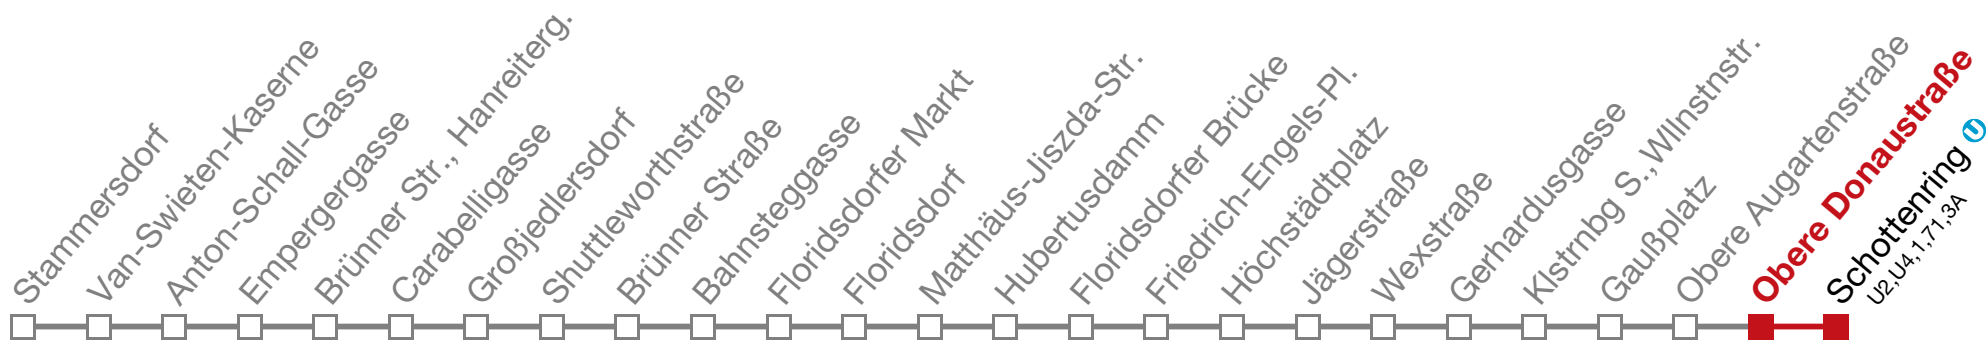 Stammersdorf
Van-Swieten-Kaserne
Anton-Schall-Gasse
Empergergasse
Brünner Str., Hanreiterg.
Carabelligasse
Großjedlersdorf
Shuttleworthstraße
Brünner Straße
Bahnsteggasse
Floridsdorfer Markt
Floridsdorf
Matthäus-Jiszda-Str.
Hubertusdamm
Floridsdorfer Brücke
Friedrich-Engels-Pl.
Höchstädtplatz
Jägerstraße
Wexstraße
Gerhardusgasse
Klstrnbg S., Wllnstnstr.
Gaußplatz
Obere Augartenstraße
Obere Donaustraße
Schottenring U
U2,U4,1,71,3A